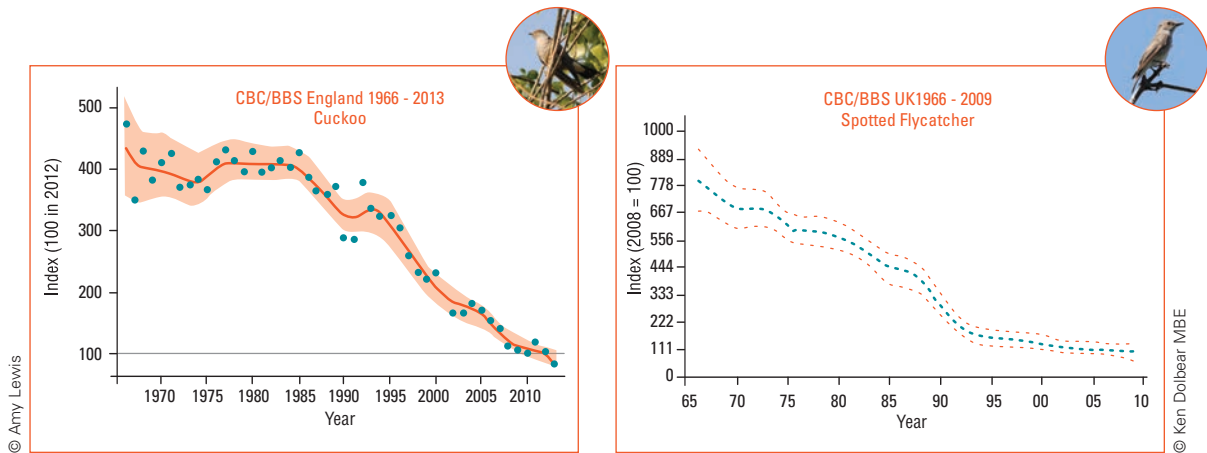 CBC/BBS England 1966 - 2013
Cuckoo
Index (100 in 2012)
500
400
300
200
100
1970 1975 1980 1985 1990 1995 2000 2005 2010
Year
© Amy Lewis
CBC/BBS UK1966 - 2009
Spotted Flycatcher
Index (2008 = 100)
1000
889
778
667
556
444
333
222
111
0
65 70 75 80 85 90 95 00 05 10
Year
© Ken Dolbear MBE